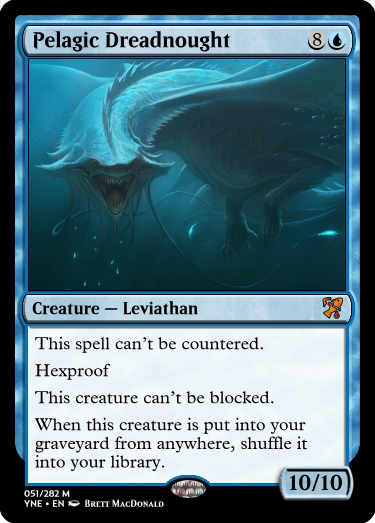 Pelagic Dreadnought 8
Creature — Leviathan
This spell can't be countered.
Hexproof
This creature can't be blocked.
When this creature is put into your
graveyard from anywhere, shuffle it
into your library.
10/10
051/282 M
YNE • EN Brett MacDonald